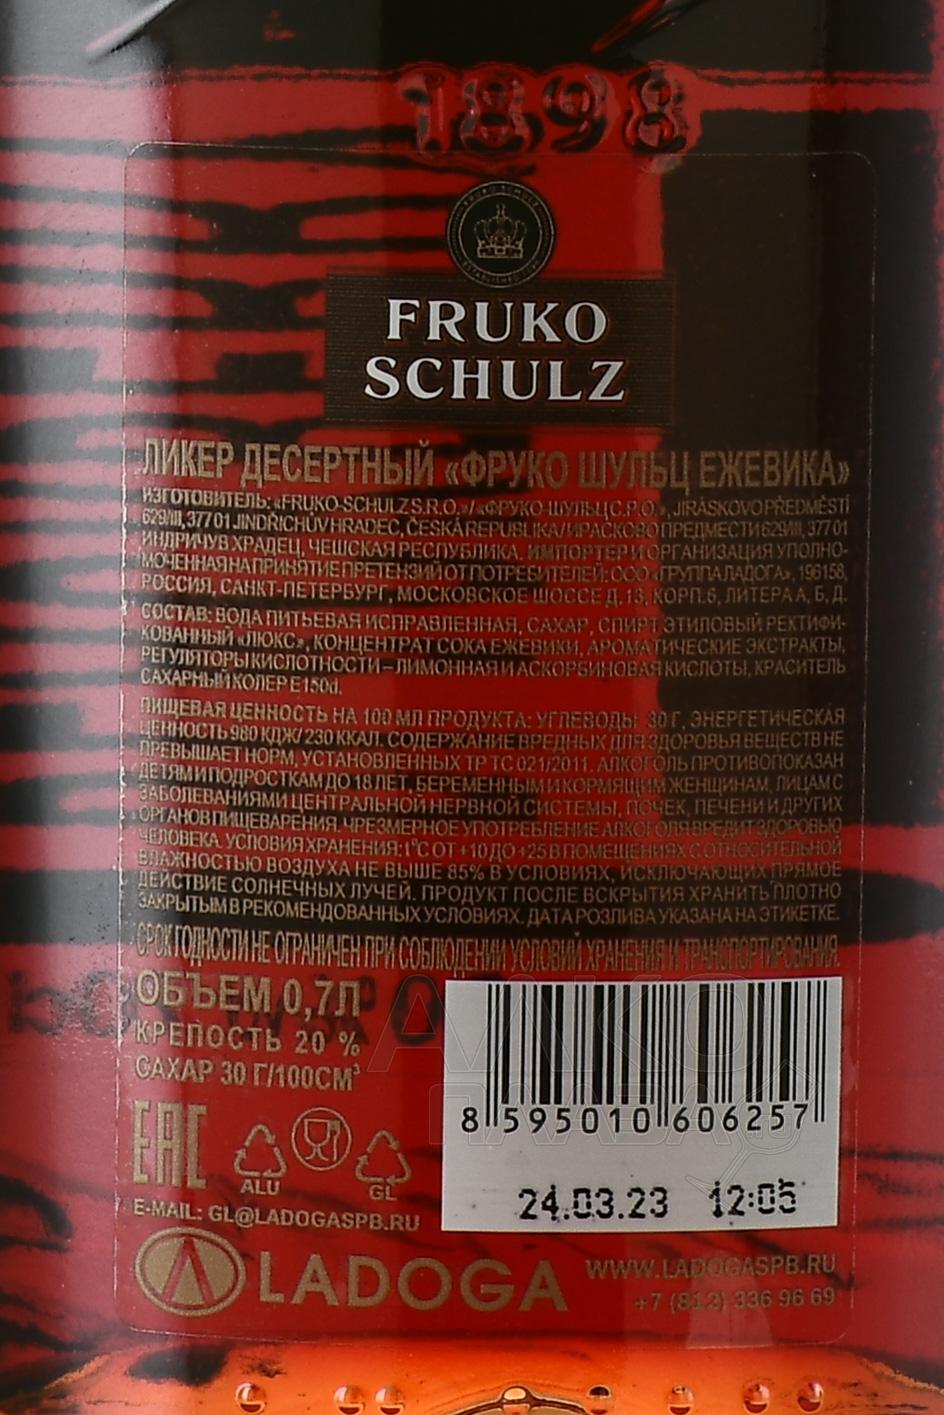 1898
FRUKO SCHULZ
FRUKO
SCHULZ
ЛИКЕР ДЕСЕРТНЫЙ «ФРУКО ШУЛЬЦ ЕЖЕВИКА»
ИЗГОТОВИТЕЛЬ: «FRUKO-SCHULZ S.R.O.»/«ФРУКО-ШУЛЬЦ С.Р.О.», JIRÁSKOVO PŘEDMĚSTÍ
629/III, 377 01 JINDŘICHŮV HRADEC, ČESKÁ REPUBLIKA/ИРАСКОВО ПРЕДМЕСТИ 629/III, 377 01
ИНДРИЧУВ ХРАДЕЦ, ЧЕШСКАЯ РЕСПУБЛИКА, ИМПОРТЕР И ОРГАНИЗАЦИЯ УПОЛНО-
МОЧЕННАЯ НА ПРИНЯТИЕ ПРЕТЕНЗИЙ ОТ ПОТРЕБИТЕЛЕЙ: ООО «ГРУППА ЛАДОГА», 196158,
РОССИЯ, САНКТ-ПЕТЕРБУРГ, МОСКОВСКОЕ ШОССЕ Д.13, КОРП.6, ЛИТЕРА А, Б, Д.
СОСТАВ: ВОДА ПИТЬЕВАЯ ИСПРАВЛЕННАЯ, САХАР, СПИРТ ЭТИЛОВЫЙ РЕКТИФИ-
КОВАННЫЙ «ЛЮКС», КОНЦЕНТРАТ СОКА ЕЖЕВИКИ, АРОМАТИЧЕСКИЕ ЭКСТРАКТЫ,
РЕГУЛЯТОРЫ КИСЛОТНОСТИ – ЛИМОННАЯ И АСКОРБИНОВАЯ КИСЛОТЫ, КРАСИТЕЛЬ
САХАРНЫЙ КОЛЕР Е150d.
ПИЩЕВАЯ ЦЕННОСТЬ НА 100 МЛ ПРОДУКТА: УГЛЕВОДЫ 30 Г, ЭНЕРГЕТИЧЕСКАЯ
ЦЕННОСТЬ 980 КДЖ/ 230 ККАЛ. СОДЕРЖАНИЕ ВРЕДНЫХ ДЛЯ ЗДОРОВЬЯ ВЕЩЕСТВ НЕ
ПРЕВЫШАЕТ НОРМ, УСТАНОВЛЕННЫХ ТР ТС 021/2011. АЛКОГОЛЬ ПРОТИВОПОКАЗАН
ДЕТЯМ И ПОДРОСТКАМ ДО 18 ЛЕТ, БЕРЕМЕННЫМ И КОРМЯЩИМ ЖЕНЩИНАМ, ЛИЦАМ С
ЗАБОЛЕВАНИЯМИ ЦЕНТРАЛЬНОЙ НЕРВНОЙ СИСТЕМЫ, ПОЧЕК, ПЕЧЕНИ И ДРУГИХ
ОРГАНОВ ПИЩЕВАРЕНИЯ. ЧРЕЗМЕРНОЕ УПОТРЕБЛЕНИЕ АЛКОГОЛЯ ВРЕДИТ ЗДОРОВЬЮ
ЧЕЛОВЕКА. УСЛОВИЯ ХРАНЕНИЯ: t°С ОТ +10 ДО +25 В ПОМЕЩЕНИЯХ С ОТНОСИТЕЛЬНОЙ
ВЛАЖНОСТЬЮ ВОЗДУХА НЕ ВЫШЕ 85% В УСЛОВИЯХ, ИСКЛЮЧАЮЩИХ ПРЯМОЕ
ДЕЙСТВИЕ СОЛНЕЧНЫХ ЛУЧЕЙ. ПРОДУКТ ПОСЛЕ ВСКРЫТИЯ ХРАНИТЬ ПЛОТНО
ЗАКРЫТЫМ В РЕКОМЕНДОВАННЫХ УСЛОВИЯХ. ДАТА РОЗЛИВА УКАЗАНА НА ЭТИКЕТКЕ.
СРОК ГОДНОСТИ НЕ ОГРАНИЧЕН ПРИ СОБЛЮДЕНИИ УСЛОВИЙ ХРАНЕНИЯ И ТРАНСПОРТИРОВАНИЯ.
ОБЪЕМ 0,7Л
КРЕПОСТЬ 20 %
САХАР 30 Г/100СМ³
EAC
ALU
GL
8 595010 606257
24.03.23 12:05
E-MAIL: GL@LADOGASPB.RU
LADOGA
WWW.LADOGASPB.RU
+7 (812) 336 96 69